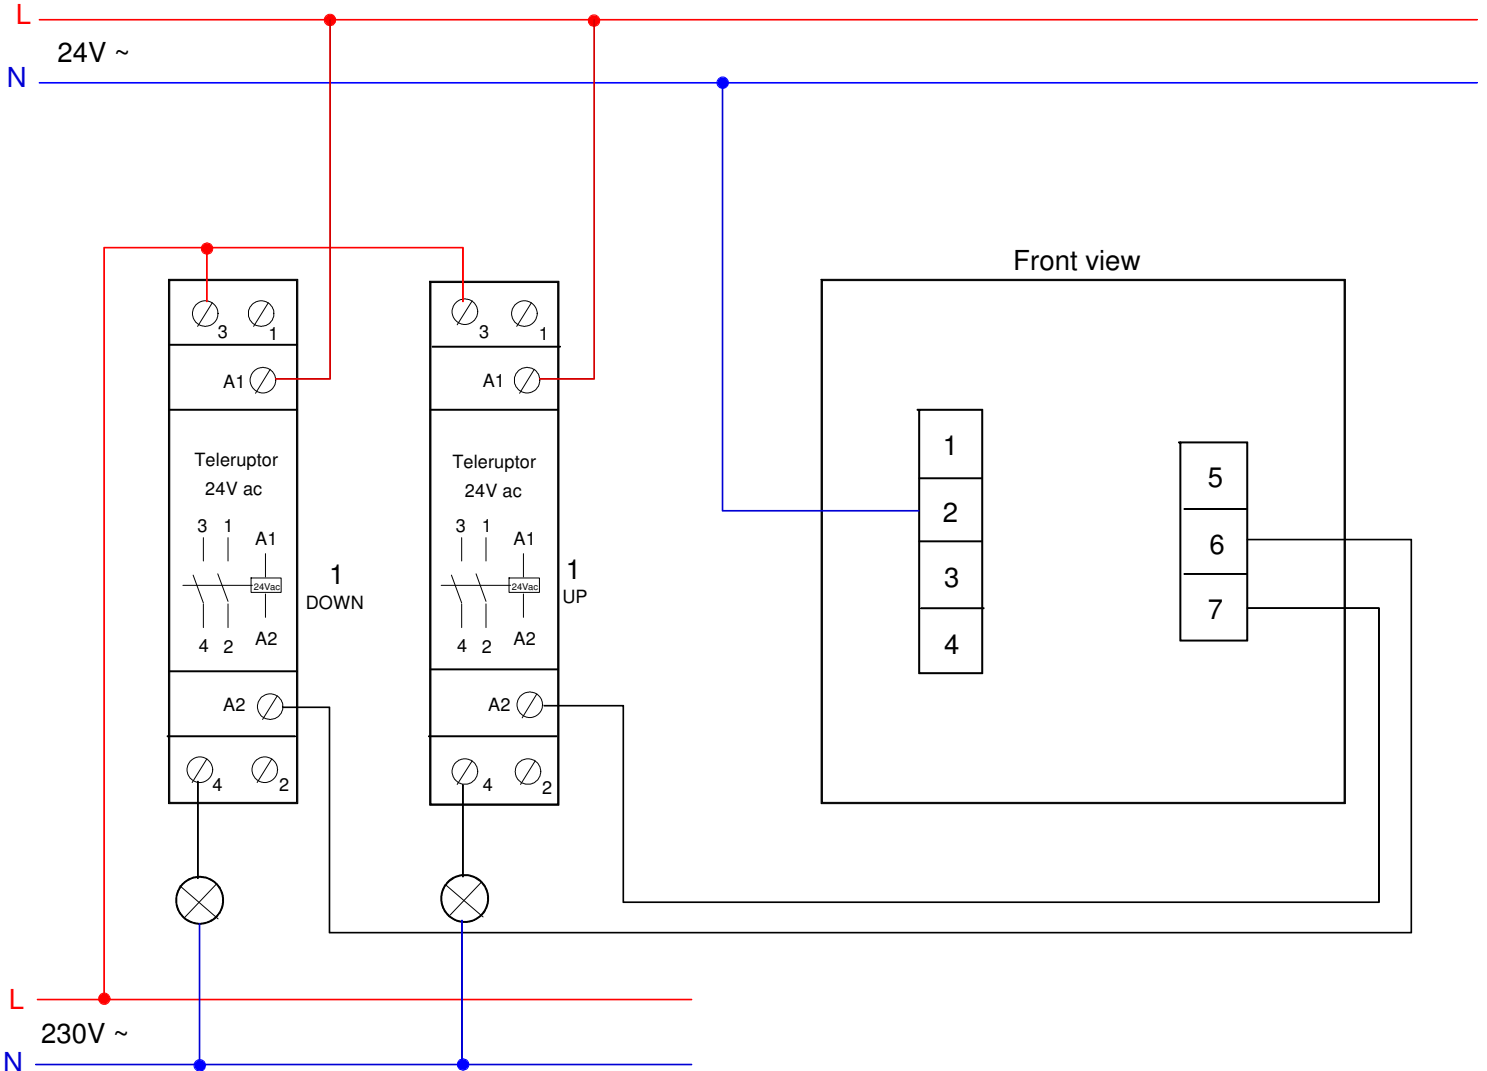 L
24V ~
N
Front view
3 1
3 1
A1
A1
Teleruptor
24V ac
Teleruptor
24V ac
3 1
A1
24Vac
4 2 A2
3 1
A1
24Vac
4 2 A2
1
DOWN
1
UP
1
2
3
4
5
6
7
A2
A2
4 2
4 2
L
230V ~
N